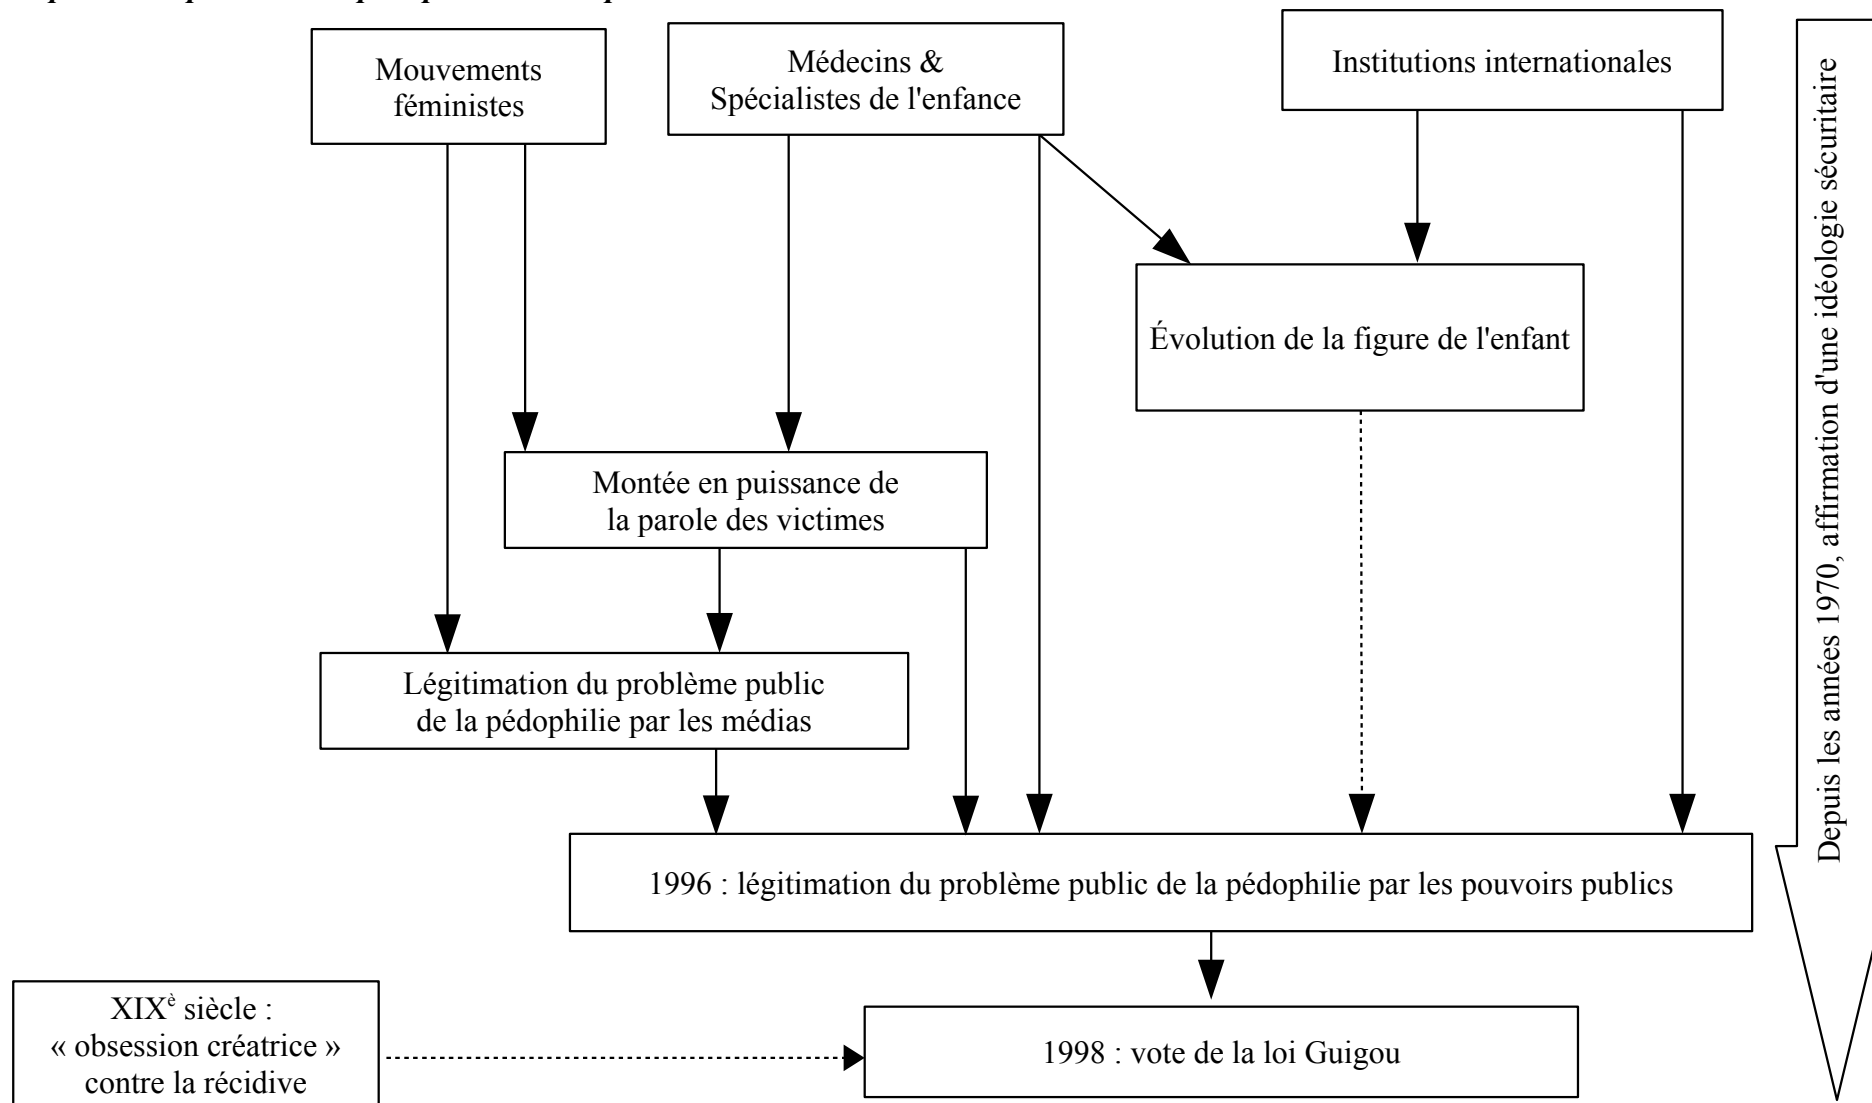 Mouvements
féministes
Médecins &
Spécialistes de l'enfance
Institutions internationales
Évolution de la figure de l'enfant
Montée en puissance de
la parole des victimes
Légitimation du problème public
de la pédophilie par les médias
1996 : légitimation du problème public de la pédophilie par les pouvoirs publics
XIXè siècle :
« obsession créatrice »
contre la récidive
1998 : vote de la loi Guigou
Depuis les années 1970, affirmation d'une idéologie sécuritaire